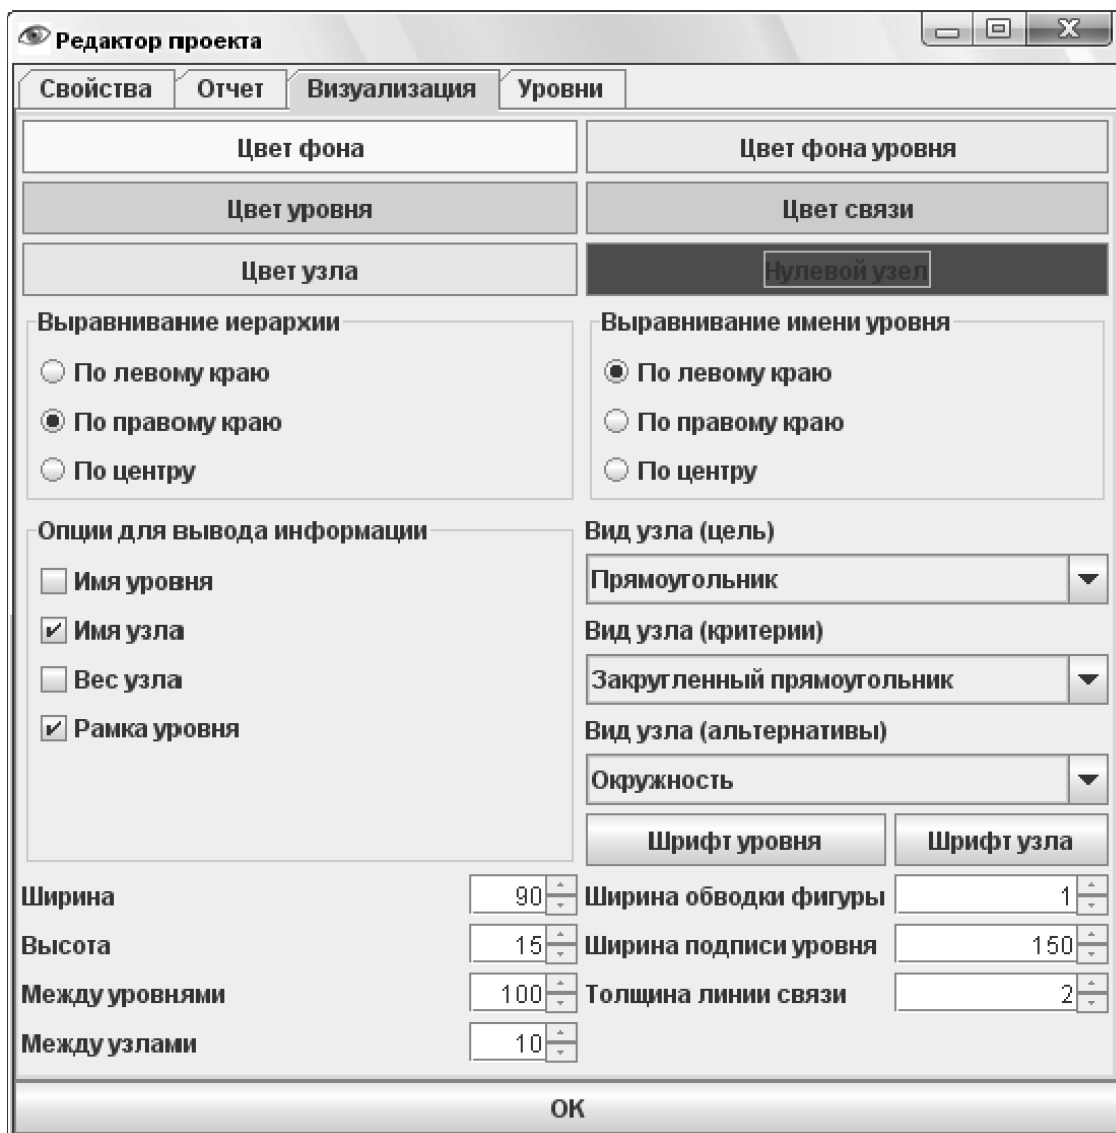 Редактор проекта
Свойства Отчет Визуализация Уровни
Цвет фона Цвет фона уровня
Цвет уровня Цвет связи
Цвет узла Нулевой узел
Выравнивание иерархии
По левому краю
По правому краю
По центру
Выравнивание имени уровня
По левому краю
По правому краю
По центру
Опции для вывода информации
Имя уровня
Имя узла
Вес узла
Рамка уровня
Вид узла (цель)
Прямоугольник
Вид узла (критерии)
Закругленный прямоугольник
Вид узла (альтернативы)
Окружность
Шрифт уровня Шрифт узла
Ширина 90 Ширина обводки фигуры 1
Высота 15 Ширина подписи уровня 150
Между уровнями 100 Толщина линии связи 2
Между узлами 10
OK